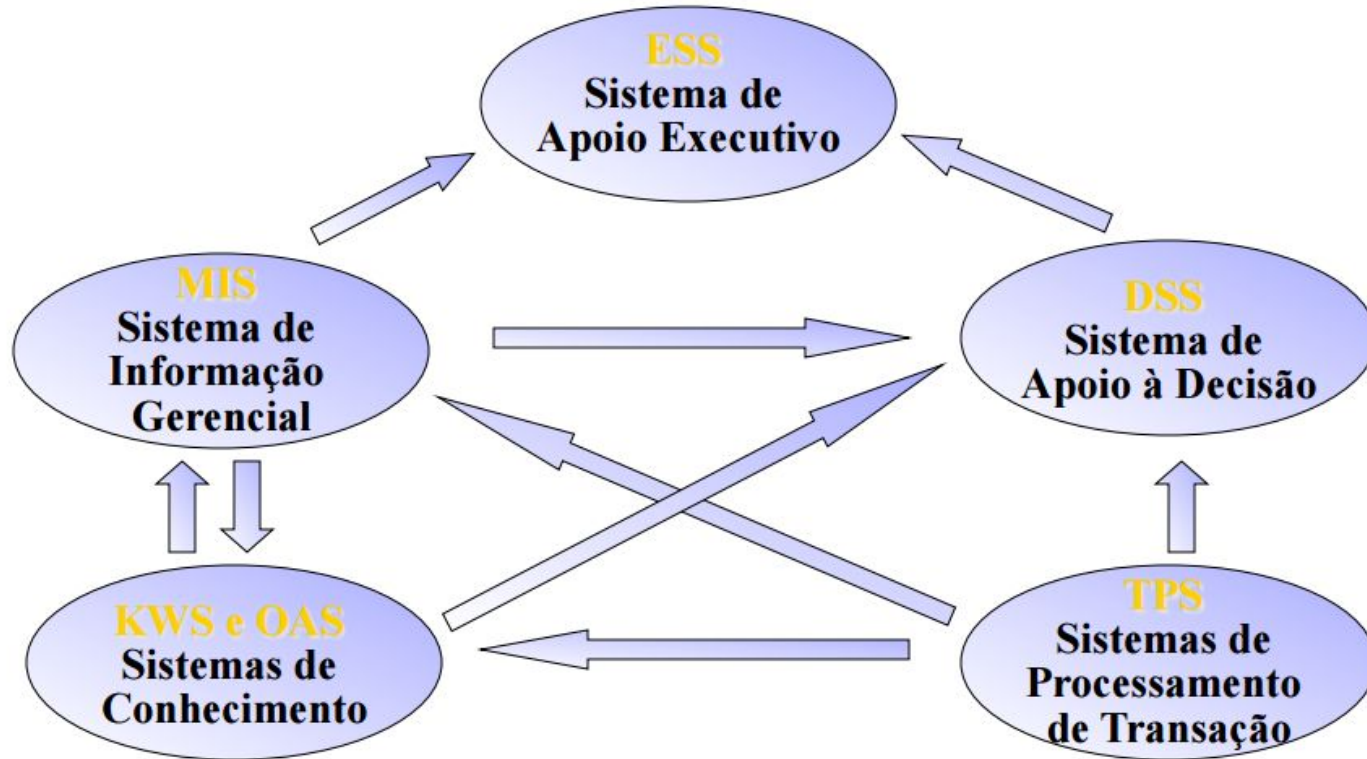 ESS
Sistema de
Apoio Executivo
MIS
Sistema de
Informação
Gerencial
DSS
Sistema de
Apoio à Decisão
KWS e OAS
Sistemas de
Conhecimento
TPS
Sistemas de
Processamento
de Transação